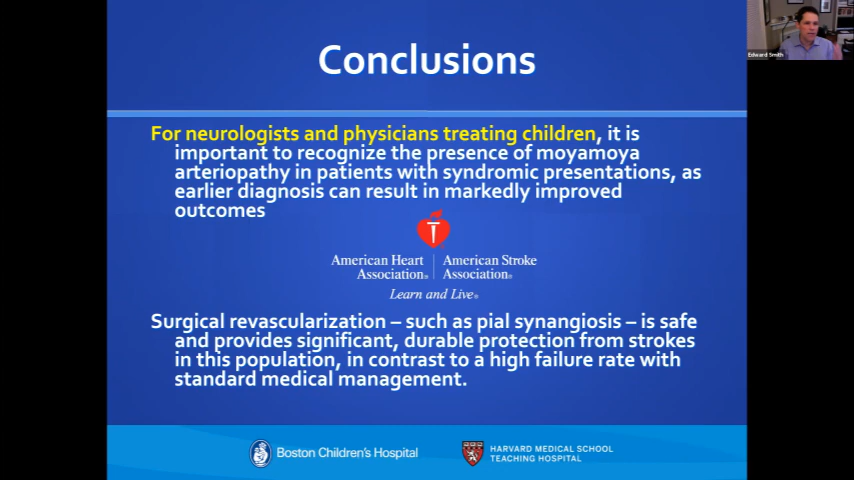 Conclusions
Edward Smith
For neurologists and physicians treating children, it is
important to recognize the presence of moyamoya
arteriopathy in patients with syndromic presentations, as
earlier diagnosis can result in markedly improved
outcomes
American Heart
Association®
American Stroke
Association®
Learn and Live®
Surgical revascularization – such as pial synangiosis – is safe
and provides significant, durable protection from strokes
in this population, in contrast to a high failure rate with
standard medical management.
Boston Children's Hospital
HARVARD MEDICAL SCHOOL
TEACHING HOSPITAL